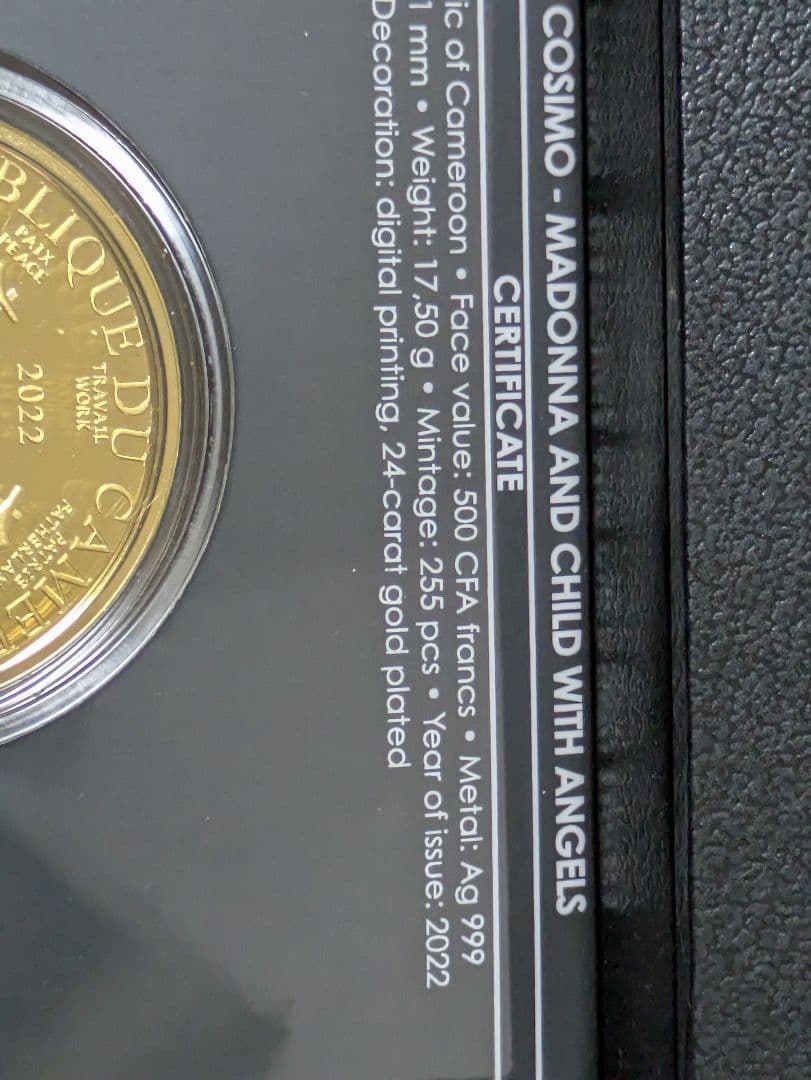 COSIMO - MADONNA AND CHILD WITH ANGELS
CERTIFICATE
ic of Cameroon • Face value: 500 CFA francs • Metal: Ag 999
1 mm • Weight: 17,50 g • Mintage: 255 pcs • Year of issue: 2022
Decoration: digital printing, 24-carat gold plated
BLIQUE DU CAME
PAIX
PEACE
TRAVAIL
WORK
2022